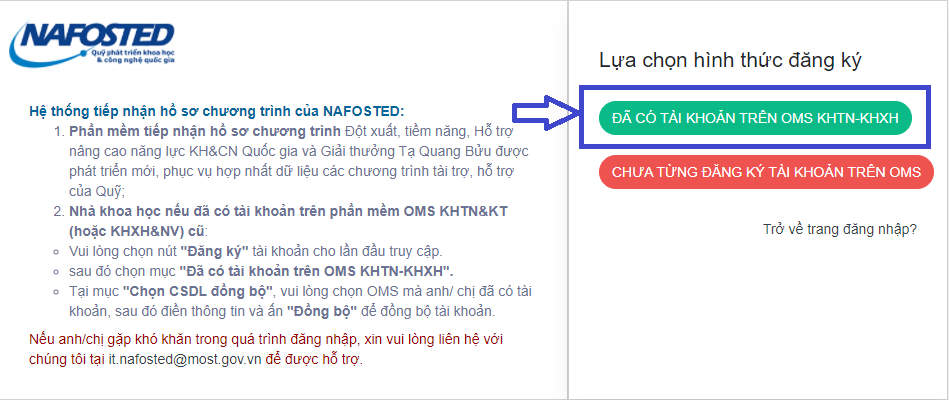 NAFOSTED
Quỹ phát triển khoa học
& công nghệ quốc gia
Hệ thống tiếp nhận hồ sơ chương trình của NAFOSTED:
1. Phần mềm tiếp nhận hồ sơ chương trình Đột xuất, tiềm năng, Hỗ trợ
nâng cao năng lực KH&CN Quốc gia và Giải thưởng Tạ Quang Bửu được
phát triển mới, phục vụ hợp nhất dữ liệu các chương trình tài trợ, hỗ trợ
của Quỹ;
2. Nhà khoa học nếu đã có tài khoản trên phần mềm OMS KHTN&KT
(hoặc KHXH&NV) cũ:
Vui lòng chọn nút "Đăng ký" tài khoản cho lần đầu truy cập.
sau đó chọn mục "Đã có tài khoản trên OMS KHTN-KHXH".
Tại mục "Chọn CSDL đồng bộ", vui lòng chọn OMS mà anh/ chị đã có tài
khoản, sau đó điền thông tin và ấn "Đồng bộ" để đồng bộ tài khoản.
Nếu anh/chị gặp khó khăn trong quá trình đăng nhập, xin vui lòng liên hệ với
chúng tôi tại it.nafosted@most.gov.vn để được hỗ trợ.
Lựa chọn hình thức đăng ký
ĐÃ CÓ TÀI KHOẢN TRÊN OMS KHTN-KHXH
CHƯA TỪNG ĐĂNG KÝ TÀI KHOẢN TRÊN OMS
Trở về trang đăng nhập?